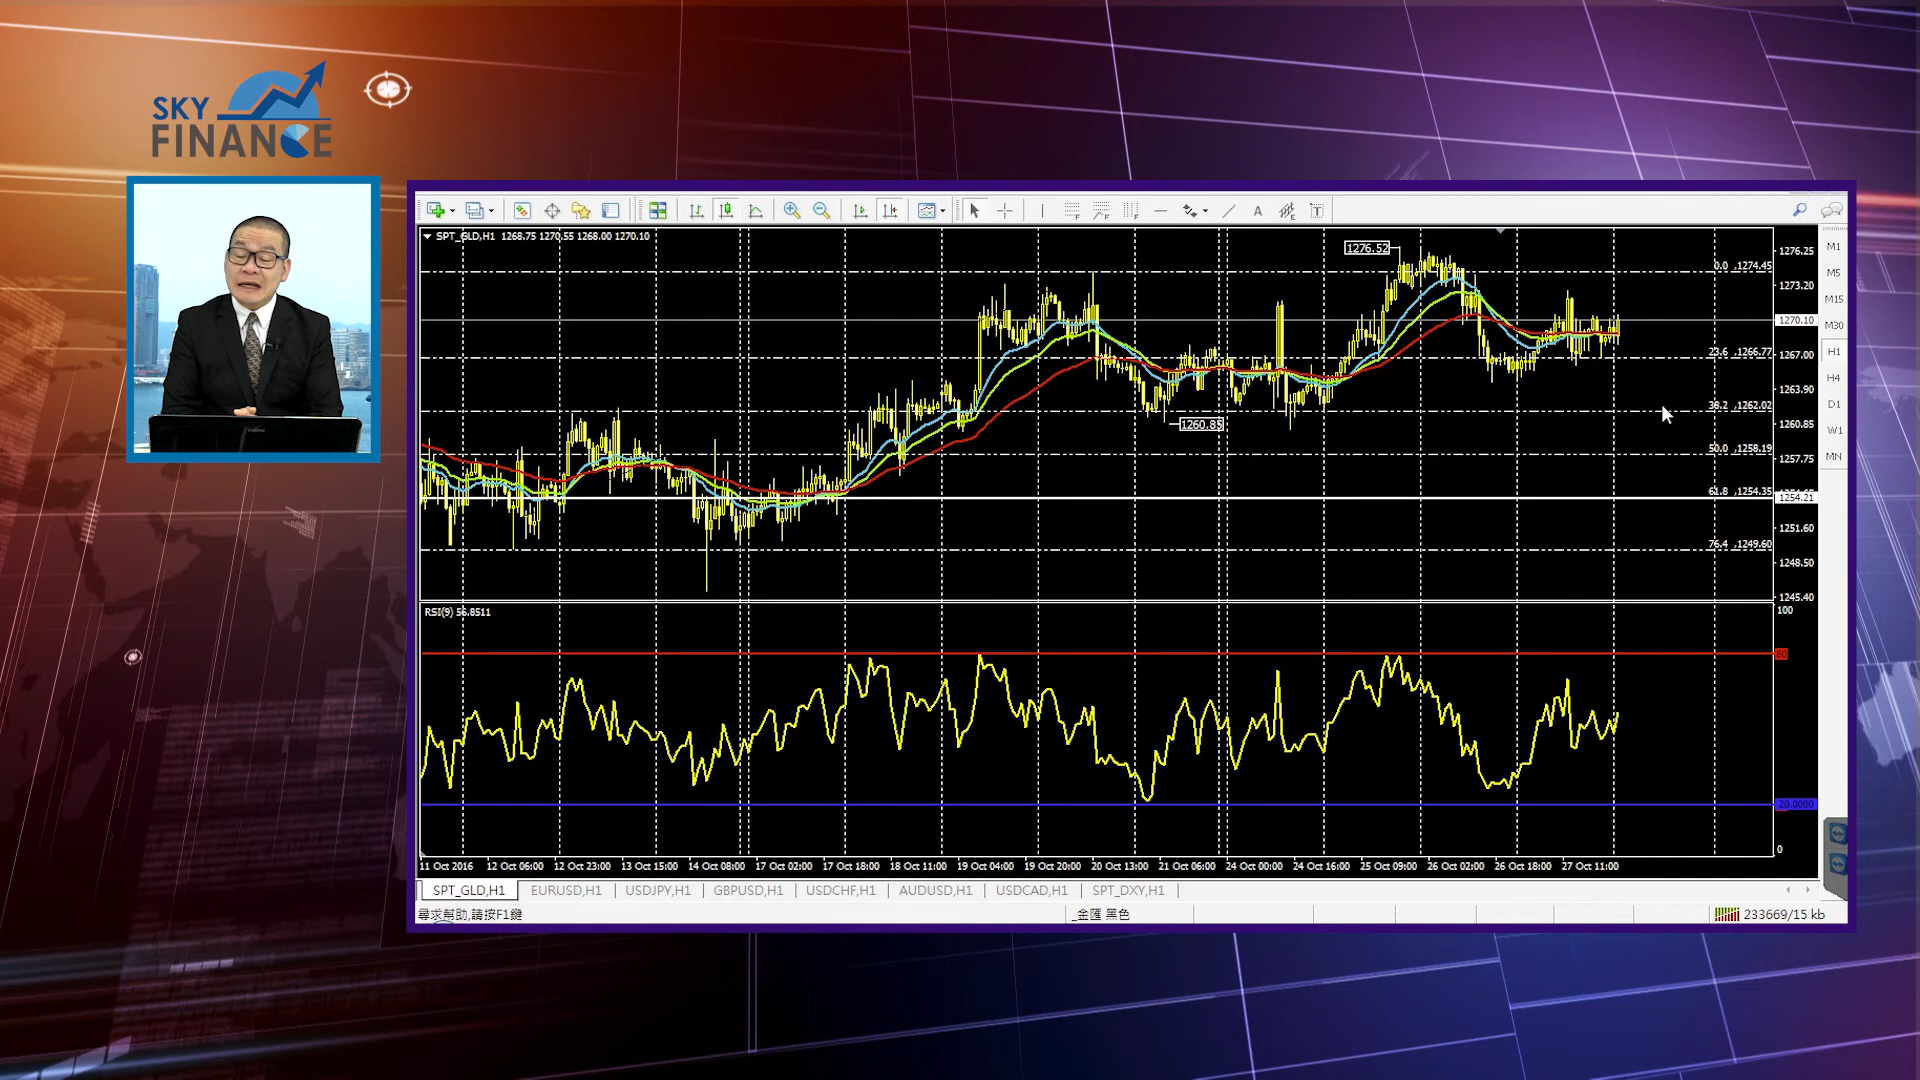 SKY
FINANCE
SPT_GLD,H1 1268.75 1270.55 1268.00 1270.10
1276.52
1260.85
0.0 ,1274.45
23.6 ,1266.77
38.2 ,1262.02
50.0 ,1258.19
61.8 ,1254.35
76.4 ,1249.60
1276.25
1273.20
1270.10
1267.00
1263.90
1260.85
1257.75
1254.21
1251.60
1248.50
1245.40
M1
M5
M15
M30
H1
H4
D1
W1
MN
RSI(9) 56.8511
100
80
20.0000
0
11 Oct 2016 12 Oct 06:00 12 Oct 23:00 13 Oct 15:00 14 Oct 08:00 17 Oct 02:00 17 Oct 18:00 18 Oct 11:00 19 Oct 04:00 19 Oct 20:00 20 Oct 13:00 21 Oct 06:00 24 Oct 00:00 24 Oct 16:00 25 Oct 09:00 26 Oct 02:00 26 Oct 18:00 27 Oct 11:00
SPT_GLD,H1 EURUSD,H1 USDJPY,H1 GBPUSD,H1 USDCHF,H1 AUDUSD,H1 USDCAD,H1 SPT_DXY,H1
尋求幫助,請按F1鍵 _金匯 黑色 233669/15 kb